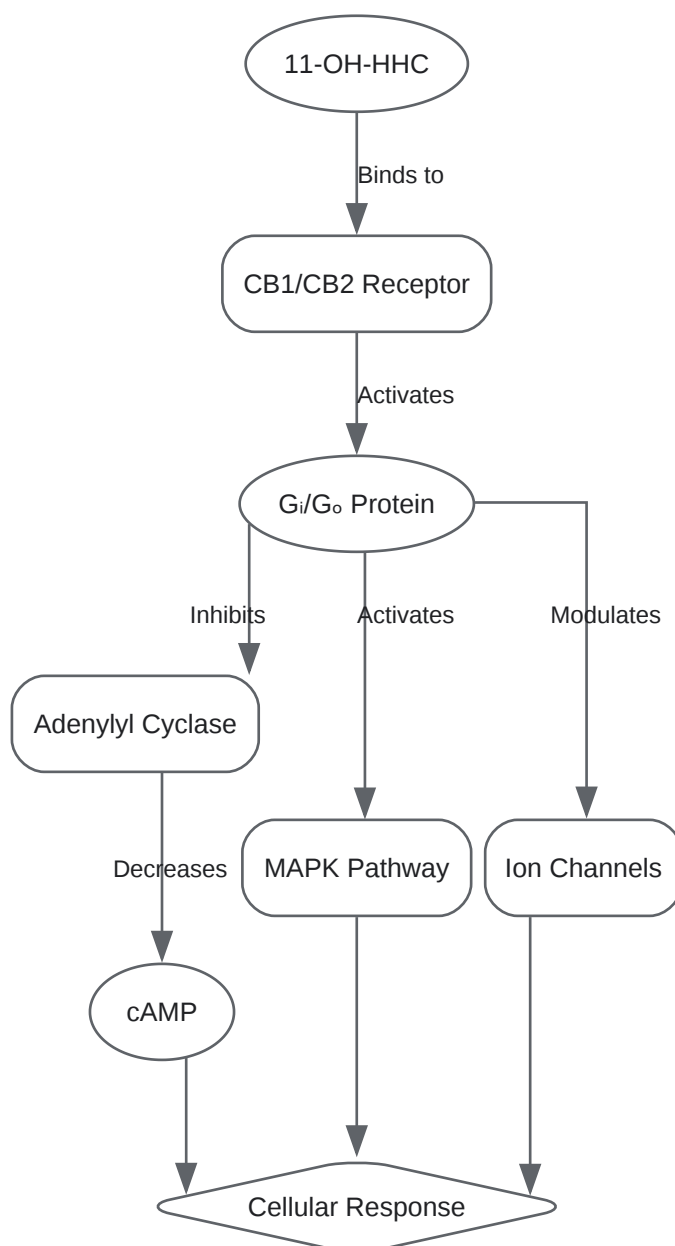 11-OH-HHC
Binds to
CB1/CB2 Receptor
Activates
Gᵢ/Gₒ Protein
Inhibits
Activates
Modulates
Adenylyl Cyclase
Decreases
MAPK Pathway
Ion Channels
cAMP
Cellular Response